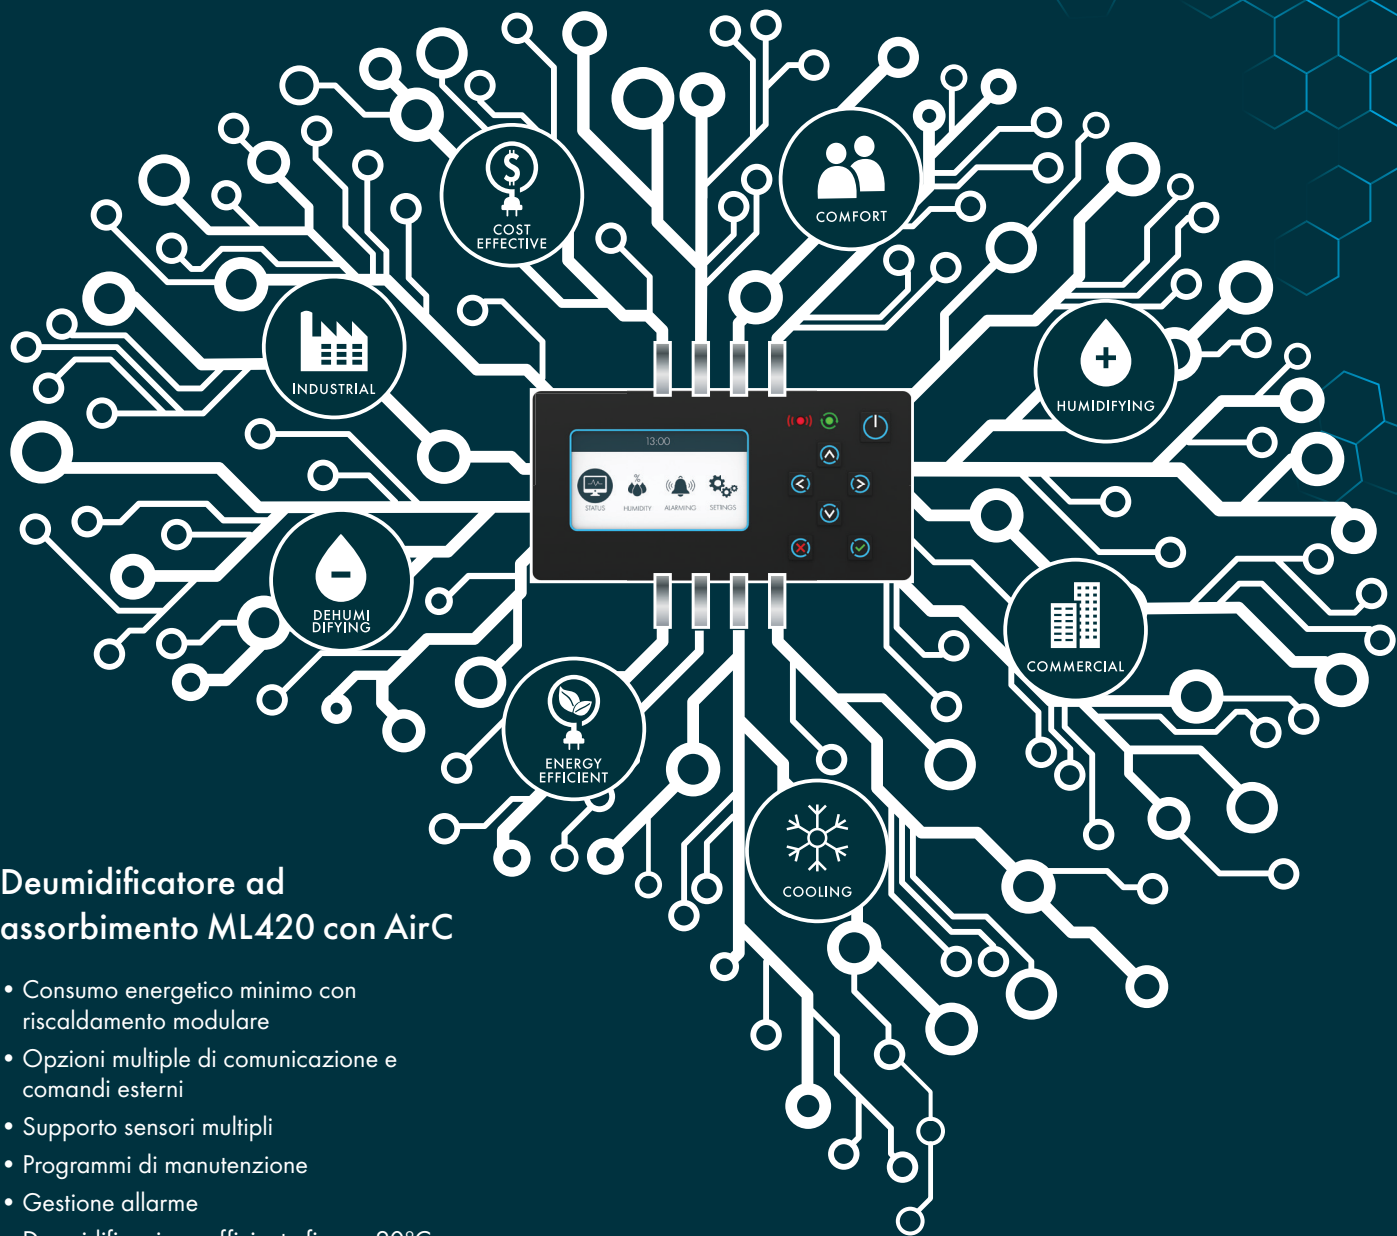 COST
EFFECTIVE
COMFORT
INDUSTRIAL
HUMIDIFYING
13:00
%
STATUS
HUMIDITY
ALARMING
SETTINGS
DEHUMI
DIFYING
COMMERCIAL
ENERGY
EFFICIENT
COOLING
Deumidificatore ad
assorbimento ML420 con AirC
• Consumo energetico minimo con
riscaldamento modulare
• Opzioni multiple di comunicazione e
comandi esterni
• Supporto sensori multipli
• Programmi di manutenzione
• Gestione allarme